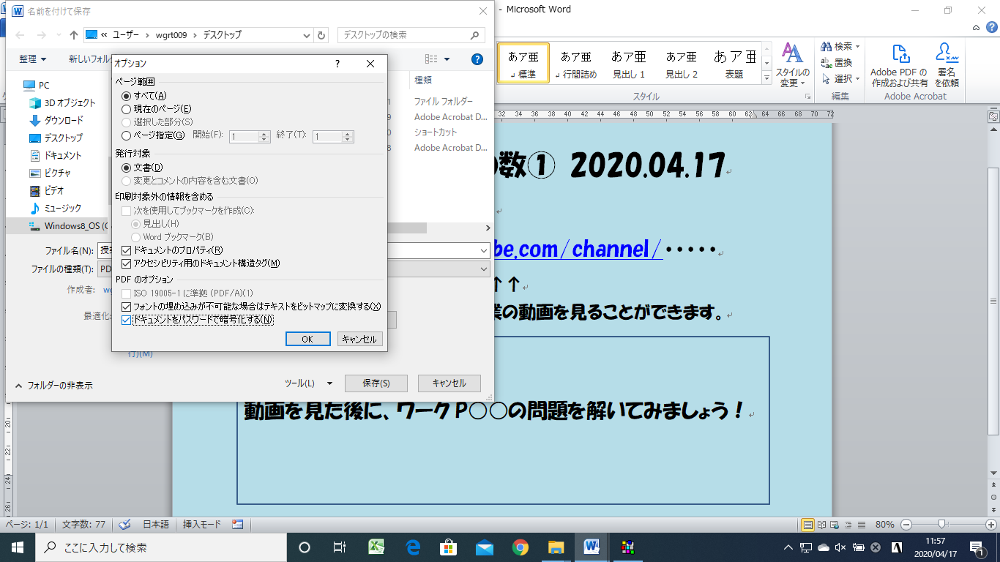 名前を付けて保存
- Microsoft Word
« ユーザー › wgrt009 › デスクトップ
デスクトップの検索
整理
新しいフォル
種類
PC
3D オブジェクト
ダウンロード
デスクトップ
ドキュメント
ピクチャ
ビデオ
ミュージック
Windows8_OS (C
1 ファイル フォルダー
9 Adobe Acrobat D...
0 ショートカット
8 Adobe Acrobat D...
ファイル名(N): 授
ファイルの種類(T): PD
作成者:
最適化:
行)(M)
フォルダーの非表示
ツール(L)
保存(S)
キャンセル
オプション
ページ範囲
すべて(A)
現在のページ(E)
選択した部分(S)
ページ指定(G) 開始(F): 1 終了(T): 1
発行対象
文書(D)
変更とコメントの内容を含む文書(O)
印刷対象外の情報を含める
次を使用してブックマークを作成(C):
見出し(H)
Word ブックマーク(B)
ドキュメントのプロパティ(R)
アクセシビリティ用のドキュメント構造タグ(M)
PDF のオプション
ISO 19005-1 に準拠 (PDF/A)(1)
フォントの埋め込みが不可能な場合はテキストをビットマップに変換する(X)
ドキュメントをパスワードで暗号化する(N)
OK
キャンセル
あア亜 あア亜 あア亜 あア亜 あア亜
標準 行間詰め 見出し 1 見出し 2 表題
スタイルの
変更
スタイル
検索
置換
選択
編集
Adobe PDF の
作成および共有
署名
を依頼
Adobe Acrobat
32 34 36 38 40 42 44 46 48 50 52 54 56 58 60 62 64 66 68 70 72
の数① 2020.04.17
be.com/channel/・・・・・
↑↑
業の動画を見ることができます。
動画を見た後に、ワークP〇〇の問題を解いてみましょう！
20
22
24
26
ページ: 1/1
文字数: 77
日本語
挿入モード
80%
ここに入力して検索
A
11:57
2020/04/17
1